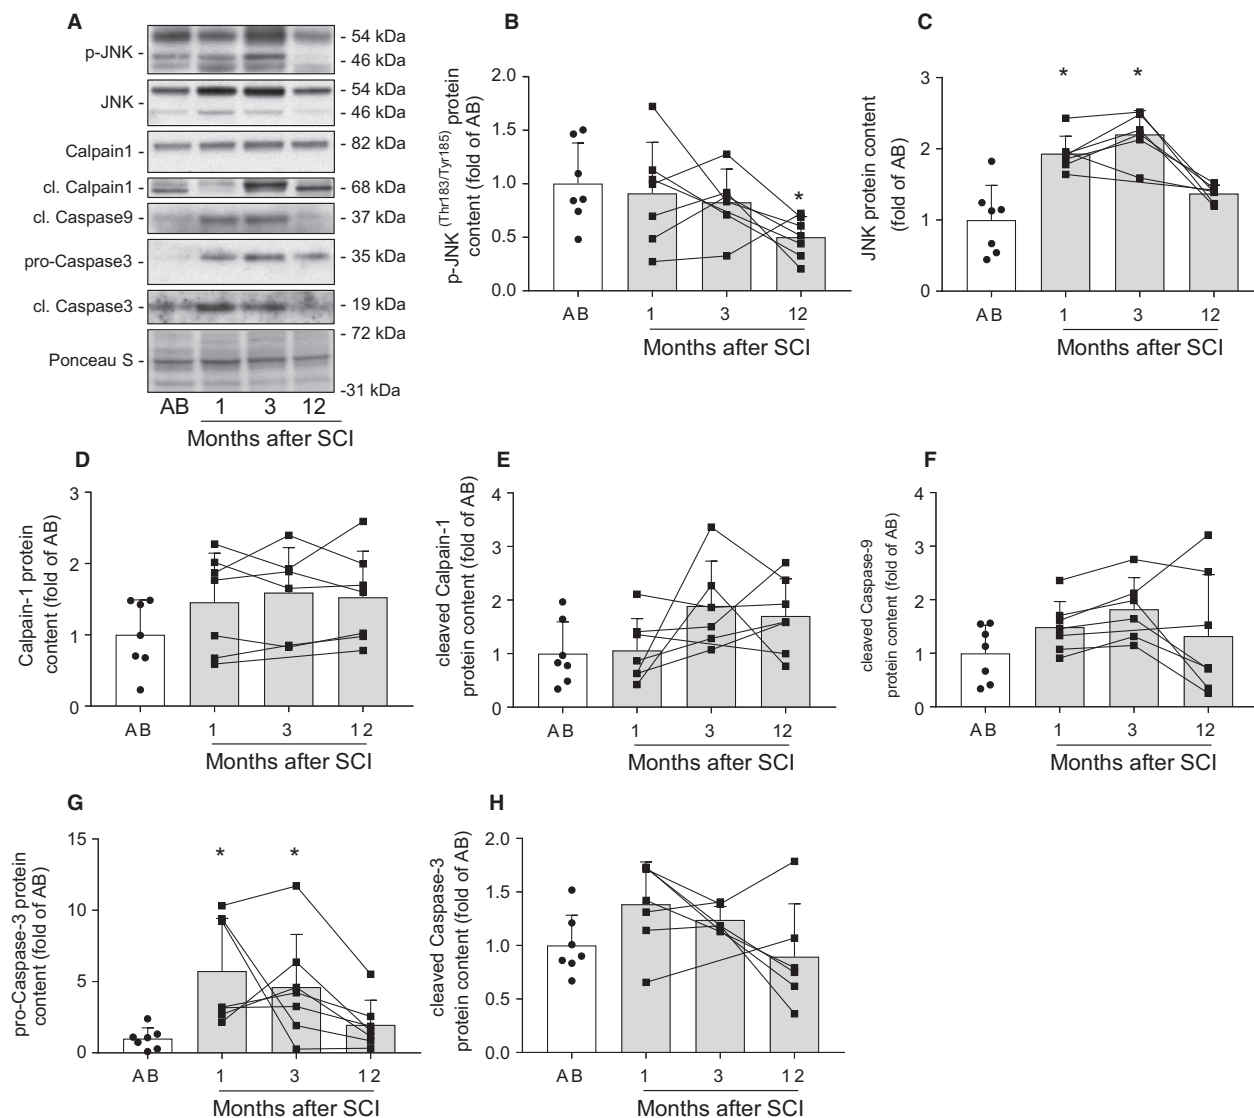 A
p-JNK -
- 54 kDa
- 46 kDa
JNK -
- 54 kDa
- 46 kDa
Calpain1 -
- 82 kDa
cl. Calpain1 -
- 68 kDa
cl. Caspase9 -
- 37 kDa
pro-Caspase3 -
- 35 kDa
cl. Caspase3 -
- 19 kDa
- 72 kDa
Ponceau S -
-31 kDa
AB 1 3 12
Months after SCI
B
p-JNK (Thr183/Tyr185) protein
content (fold of AB)
2.0
1.5
1.0
0.5
0.0
*
AB 1 3 12
Months after SCI
C
JNK protein content
(fold of AB)
3
2
1
0
* *
AB 1 3 12
Months after SCI
D
Calpain-1 protein
content (fold of AB)
3
2
1
0
AB 1 3 12
Months after SCI
E
cleaved Calpain-1
protein content (fold of AB)
4
3
2
1
0
AB 1 3 12
Months after SCI
F
cleaved Caspase-9
protein content (fold of AB)
4
3
2
1
0
AB 1 3 12
Months after SCI
G
pro-Caspase-3 protein
content (fold of AB)
15
10
5
0
* *
AB 1 3 12
Months after SCI
H
cleaved Caspase-3
protein content (fold of AB)
2.0
1.5
1.0
0.5
0.0
AB 1 3 12
Months after SCI